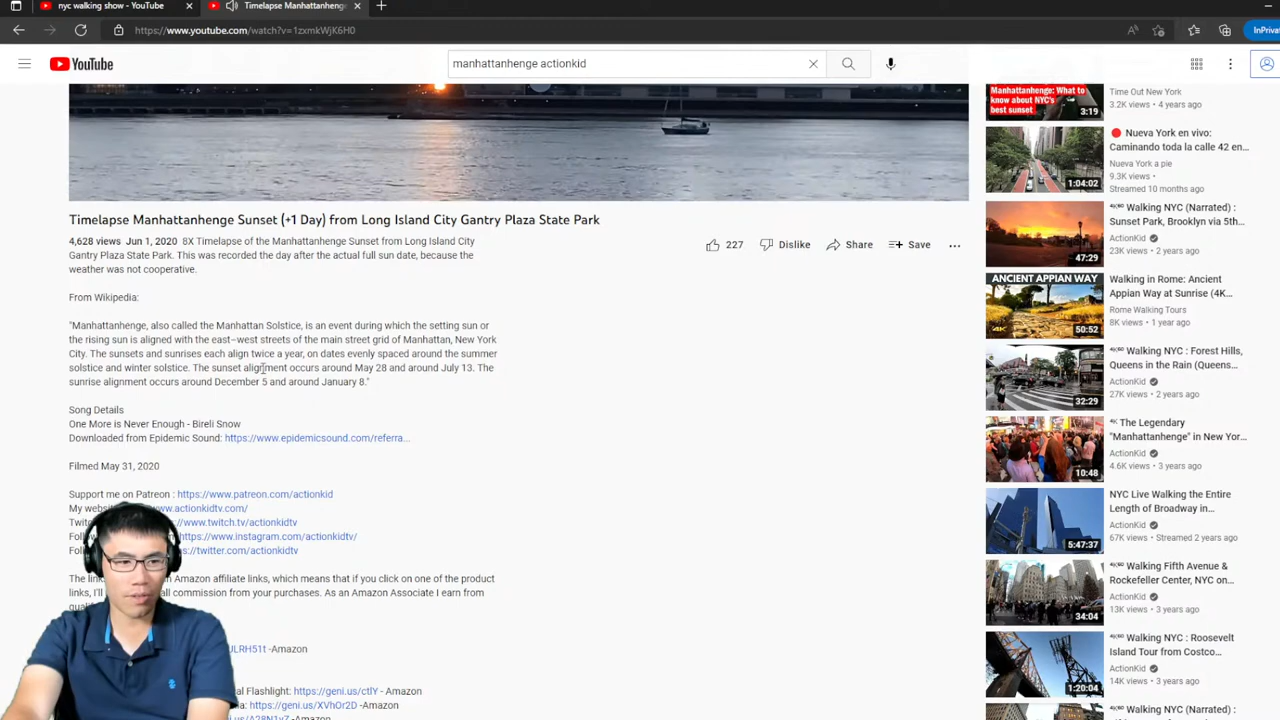 nyc walking show - YouTube
Timelapse Manhattanhenge
https://www.youtube.com/watch?v=1zxmkWjK6H0
InPriva
YouTube
manhattanhenge actionkid
Timelapse Manhattanhenge Sunset (+1 Day) from Long Island City Gantry Plaza State Park
4,628 views Jun 1, 2020 8X Timelapse of the Manhattanhenge Sunset from Long Island City
Gantry Plaza State Park. This was recorded the day after the actual full sun date, because the
weather was not cooperative.
227
Dislike
Share
Save
From Wikipedia:
"Manhattanhenge, also called the Manhattan Solstice, is an event during which the setting sun or
the rising sun is aligned with the east–west streets of the main street grid of Manhattan, New York
City. The sunsets and sunrises each align twice a year, on dates evenly spaced around the summer
solstice and winter solstice. The sunset alignment occurs around May 28 and around July 13. The
sunrise alignment occurs around December 5 and around January 8."
Song Details
One More is Never Enough - Bireli Snow
Downloaded from Epidemic Sound: https://www.epidemicsound.com/referra...
Filmed May 31, 2020
Support me on Patreon : https://www.patreon.com/actionkid
My website
www.actionkidtv.com/
://www.twitch.tv/actionkidtv
https://www.instagram.com/actionkidtv/
https://twitter.com/actionkidtv
The links
Amazon affiliate links, which means that if you click on one of the product
links, I'll
all commission from your purchases. As an Amazon Associate I earn from
ULRH51t -Amazon
al Flashlight: https://geni.us/ctlY - Amazon
https://geni.us/XVhOr2D -Amazon
Manhattanhenge: What to
know about NYC's
best sunset
3:19
Time Out New York
3.2K views • 4 years ago
1:04:02
Nueva York en vivo:
Caminando toda la calle 42 en...
Nueva York a pie
9.3K views •
Streamed 10 months ago
47:29
Walking NYC (Narrated) :
Sunset Park, Brooklyn via 5th...
ActionKid
23K views • 2 years ago
ANCIENT APPIAN WAY
4K
50:52
Walking in Rome: Ancient
Appian Way at Sunrise (4K...
Rome Walking Tours
8K views • 1 year ago
32:29
Walking NYC : Forest Hills,
Queens in the Rain (Queens...
ActionKid
27K views • 2 years ago
10:48
The Legendary
"Manhattanhenge" in New Yor...
ActionKid
4.6K views • 3 years ago
5:47:37
NYC Live Walking the Entire
Length of Broadway in...
ActionKid
67K views • Streamed 2 years ago
34:04
Walking Fifth Avenue &
Rockefeller Center, NYC on...
ActionKid
13K views • 3 years ago
1:20:04
Walking NYC : Roosevelt
Island Tour from Costco...
ActionKid
14K views • 3 years ago
Walking NYC (Narrated) :